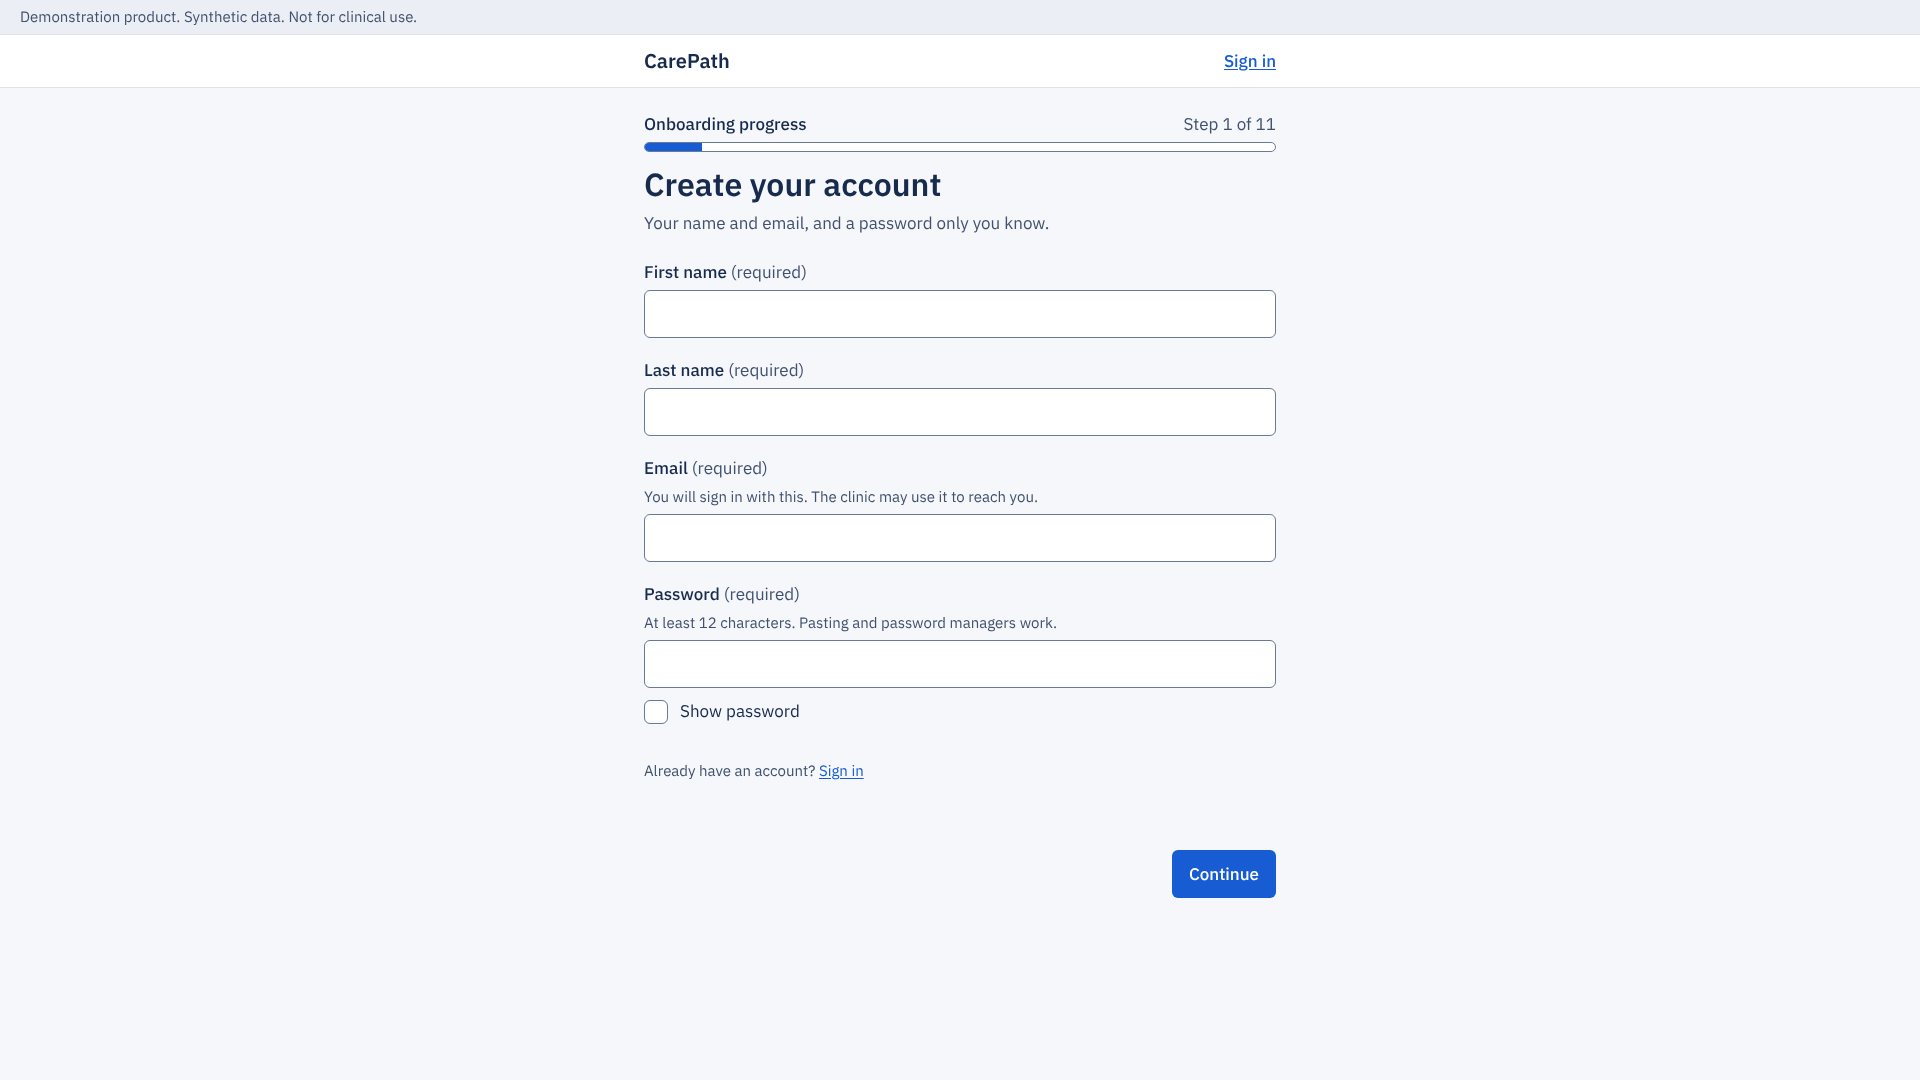 Demonstration product. Synthetic data. Not for clinical use.
CarePath
Sign in
Onboarding progress
Step 1 of 11
Create your account
Your name and email, and a password only you know.
First name (required)
Last name (required)
Email (required)
You will sign in with this. The clinic may use it to reach you.
Password (required)
At least 12 characters. Pasting and password managers work.
Show password
Already have an account? Sign in
Continue